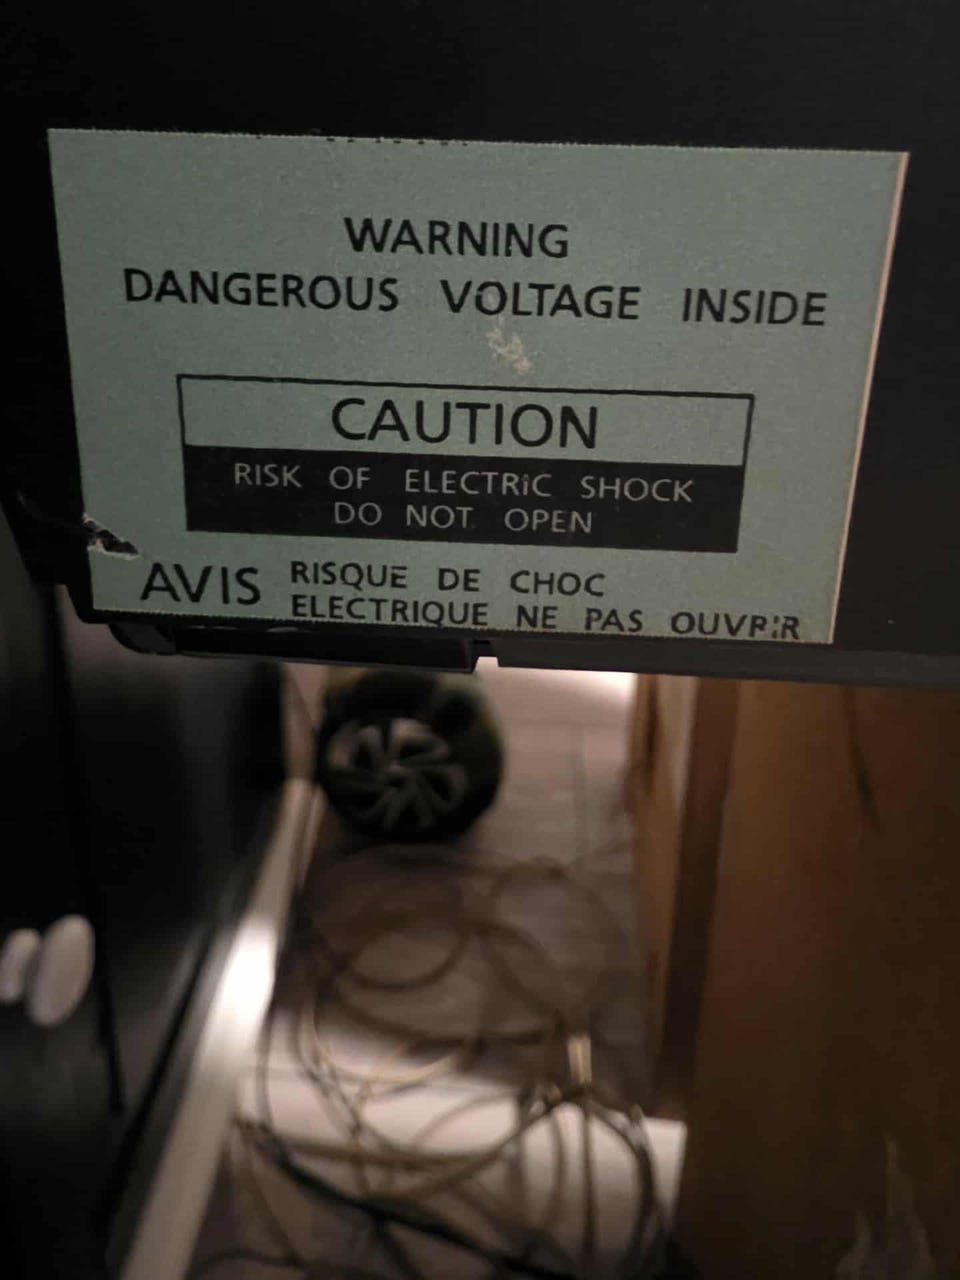 WARNING
DANGEROUS VOLTAGE INSIDE
CAUTION
RISK OF ELECTRIC SHOCK
DO NOT OPEN
AVIS RISQUE DE CHOC
ELECTRIQUE NE PAS OUVRIR